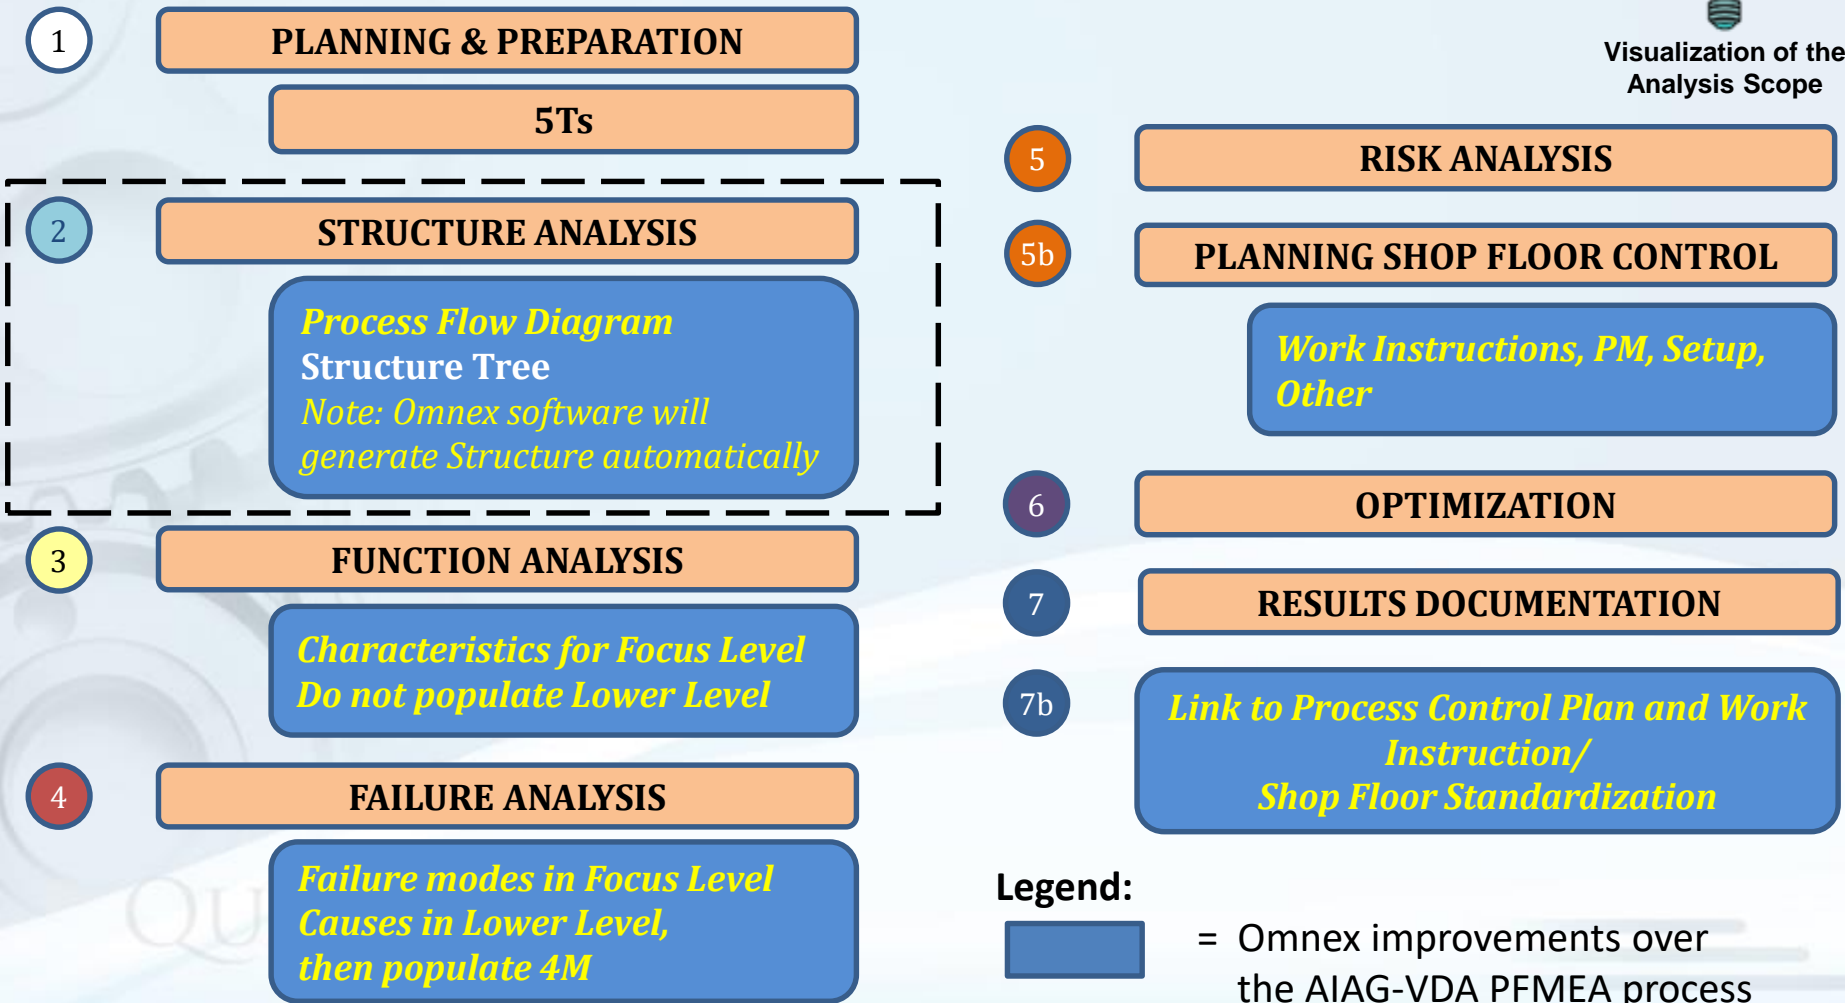 1
PLANNING & PREPARATION
5Ts
2
STRUCTURE ANALYSIS
Process Flow Diagram
Structure Tree
Note: Omnex software will
generate Structure automatically
3
FUNCTION ANALYSIS
Characteristics for Focus Level
Do not populate Lower Level
4
FAILURE ANALYSIS
Failure modes in Focus Level
Causes in Lower Level,
then populate 4M
Visualization of the
Analysis Scope
5
RISK ANALYSIS
5b
PLANNING SHOP FLOOR CONTROL
Work Instructions, PM, Setup,
Other
6
OPTIMIZATION
7
RESULTS DOCUMENTATION
7b
Link to Process Control Plan and Work
Instruction/
Shop Floor Standardization
Legend:
= Omnex improvements over
the AIAG-VDA PFMEA process
QU